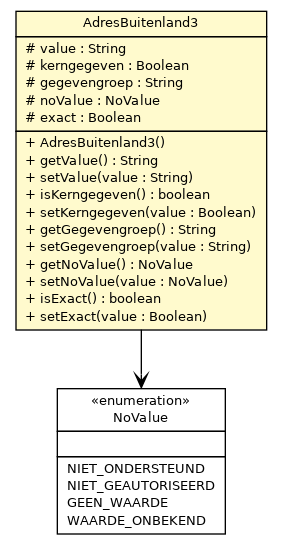 AdresBuitenland3
# value : String
# kerngegeven : Boolean
# gegevengroep : String
# noValue : NoValue
# exact : Boolean
+ AdresBuitenland3()
+ getValue() : String
+ setValue(value : String)
+ isKerngegeven() : boolean
+ setKerngegeven(value : Boolean)
+ getGegevengroep() : String
+ setGegevengroep(value : String)
+ getNoValue() : NoValue
+ setNoValue(value : NoValue)
+ isExact() : boolean
+ setExact(value : Boolean)
«enumeration»
NoValue
NIET_ONDERSTEUND
NIET_GEAUTORISEERD
GEEN_WAARDE
WAARDE_ONBEKEND